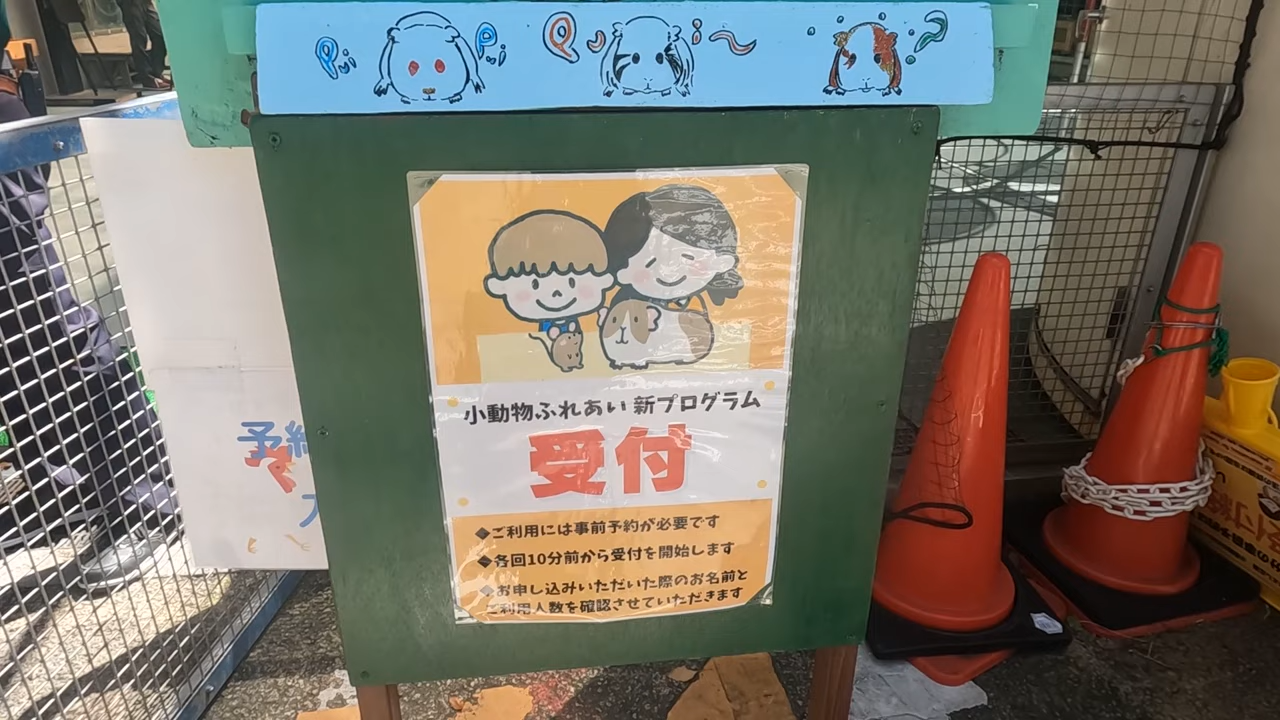 Pui Pui Qui~?
小動物ふれあい新プログラム
受付
◆ご利用には事前予約が必要です
◆各回10分前から受付を開始します
◆お申し込みいただいた際のお名前と
ご利用人数を確認させていただきます
予約